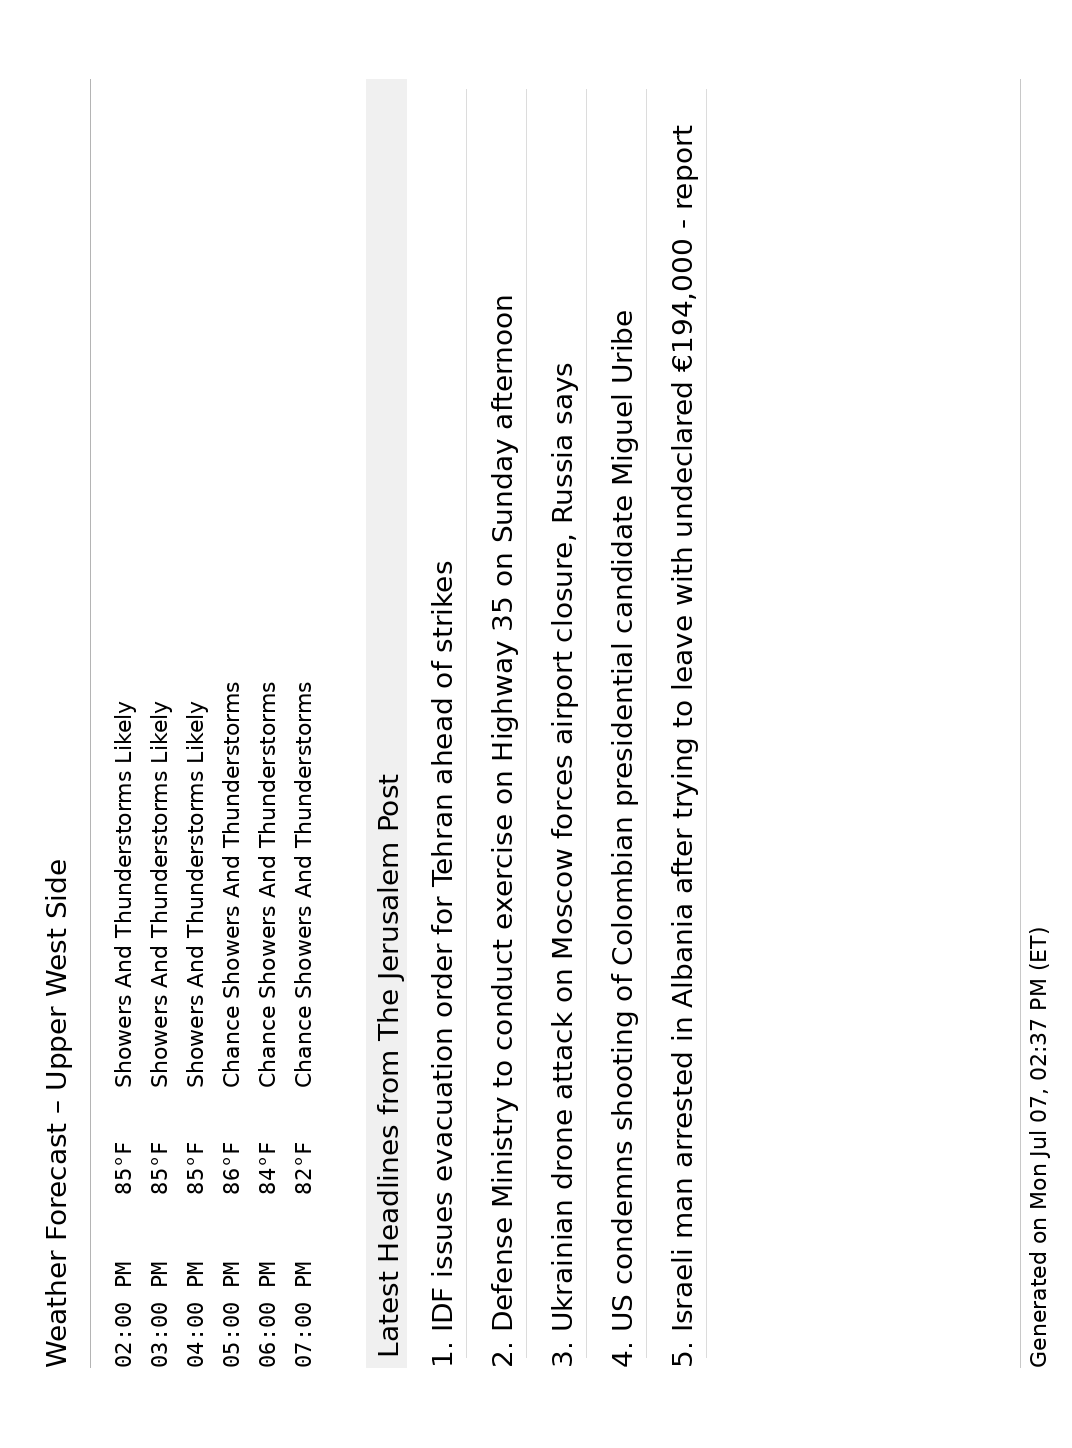 Weather Forecast – Upper West Side
02:00 PM 85°F Showers And Thunderstorms Likely
03:00 PM 85°F Showers And Thunderstorms Likely
04:00 PM 85°F Showers And Thunderstorms Likely
05:00 PM 86°F Chance Showers And Thunderstorms
06:00 PM 84°F Chance Showers And Thunderstorms
07:00 PM 82°F Chance Showers And Thunderstorms
Latest Headlines from The Jerusalem Post
1. IDF issues evacuation order for Tehran ahead of strikes
2. Defense Ministry to conduct exercise on Highway 35 on Sunday afternoon
3. Ukrainian drone attack on Moscow forces airport closure, Russia says
4. US condemns shooting of Colombian presidential candidate Miguel Uribe
5. Israeli man arrested in Albania after trying to leave with undeclared €194,000 - report
Generated on Mon Jul 07, 02:37 PM (ET)